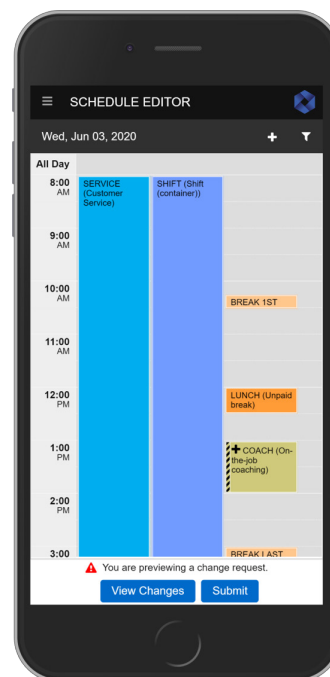 SCHEDULE EDITOR
Wed, Jun 03, 2020
All Day
8:00
AM
SERVICE
(Customer
Service)
SHIFT (Shift
(container))
9:00
AM
10:00
AM
BREAK 1ST
11:00
AM
12:00
PM
LUNCH (Unpaid
break)
1:00
PM
COACH (On-
the-job
coaching)
2:00
PM
3:00
BREAK LAST
You are previewing a change request.
View Changes
Submit